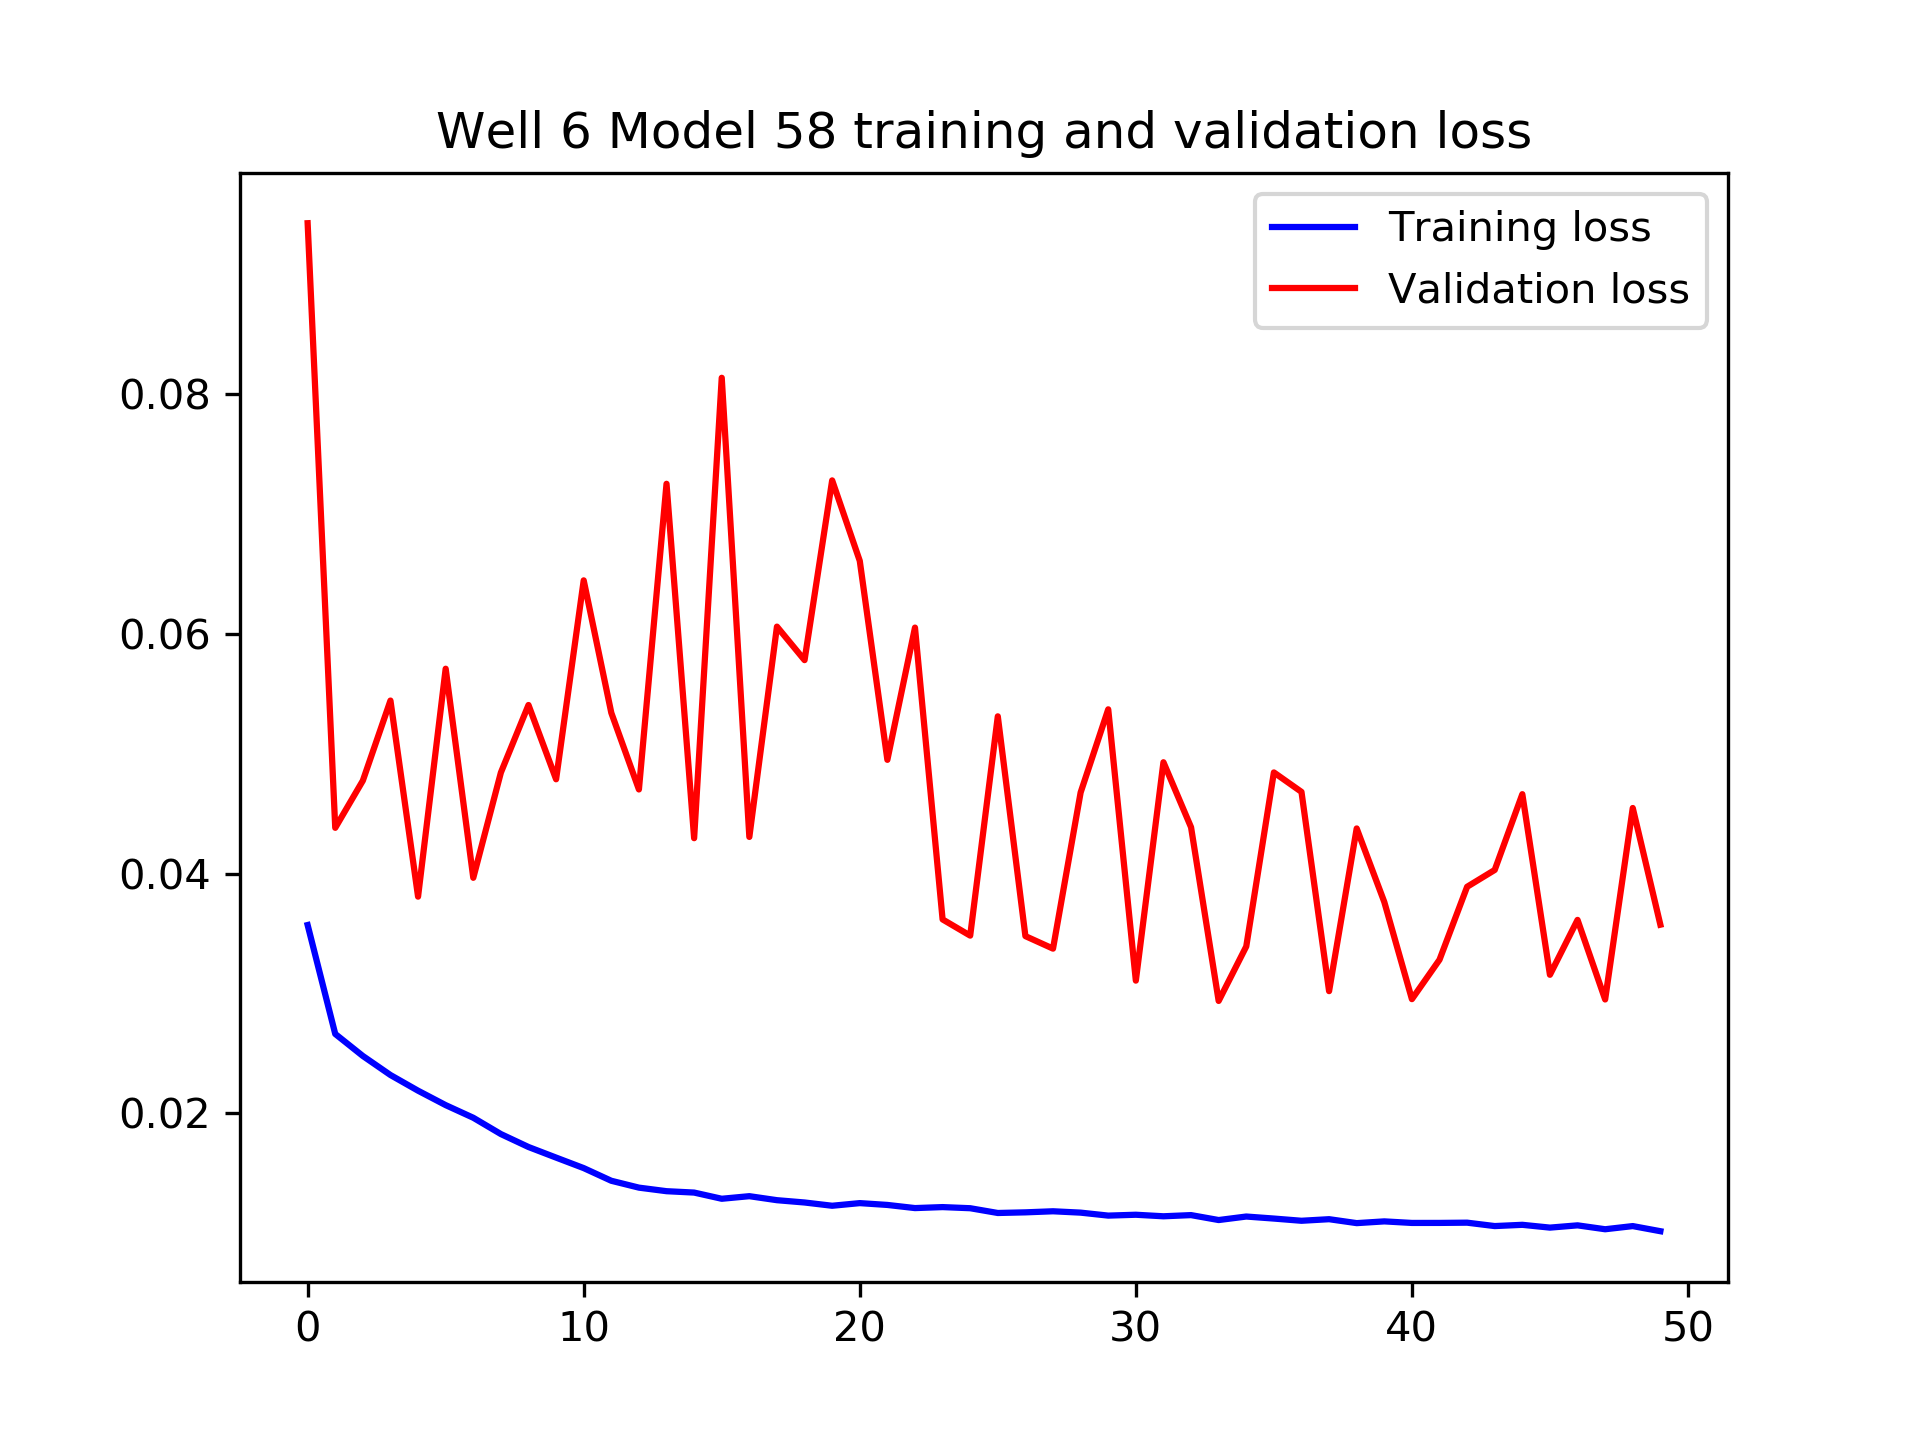 Well 6 Model 58 training and validation loss
Training loss
Validation loss
0.08
0.06
0.04
0.02
0 10 20 30 40 50